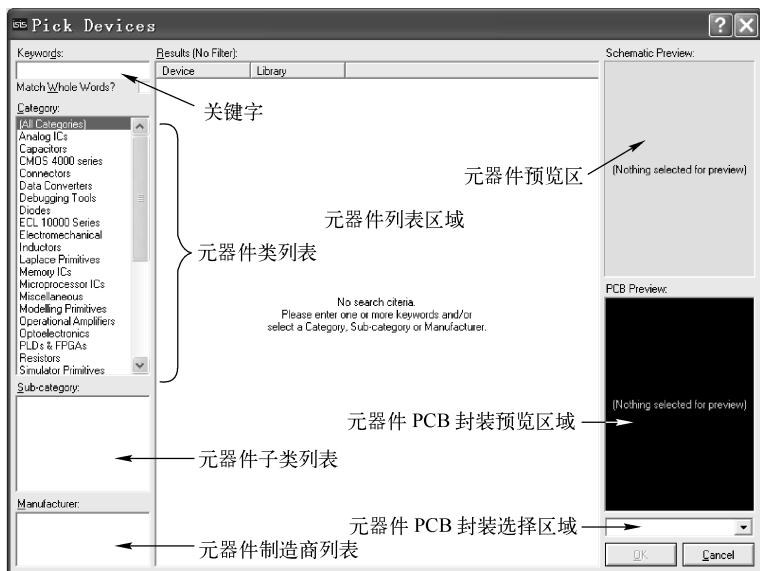 isis Pick Devices
Keywords:
Match Whole Words?
关键字
Category:
(All Categories)
Analog ICs
Capacitors
CMOS 4000 series
Connectors
Data Converters
Debugging Tools
Diodes
ECL 10000 Series
Electromechanical
Inductors
Laplace Primitives
Memory ICs
Microprocessor ICs
Miscellaneous
Modelling Primitives
Operational Amplifiers
Optoelectronics
PLDs & FPGAs
Resistors
Simulator Primitives
元器件类列表
Sub-category:
元器件子类列表
Manufacturer:
元器件制造商列表
Results (No Filter):
Device Library
元器件列表区域
No search criteria.
Please enter one or more keywords and/or
select a Category, Sub-category or Manufacturer.
Schematic Preview:
元器件预览区
(Nothing selected for preview)
PCB Preview:
(Nothing selected for preview)
元器件 PCB 封装预览区域
元器件 PCB 封装选择区域
OK Cancel